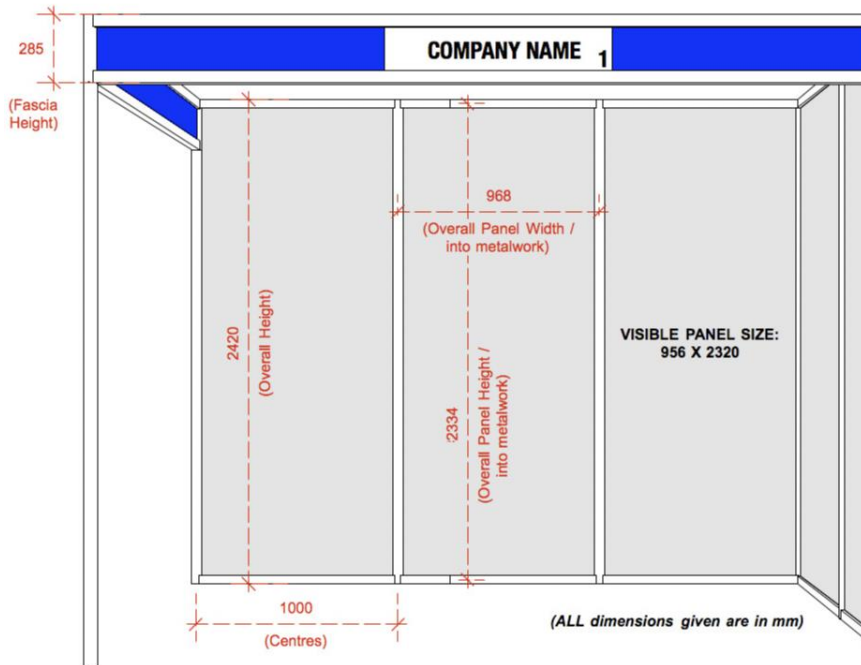 285
(Fascia
Height)
COMPANY NAME 1
968
(Overall Panel Width /
into metalwork)
2420
(Overall Height)
2334
(Overall Panel Height /
into metalwork)
VISIBLE PANEL SIZE:
956 X 2320
1000
(Centres)
(ALL dimensions given are in mm)